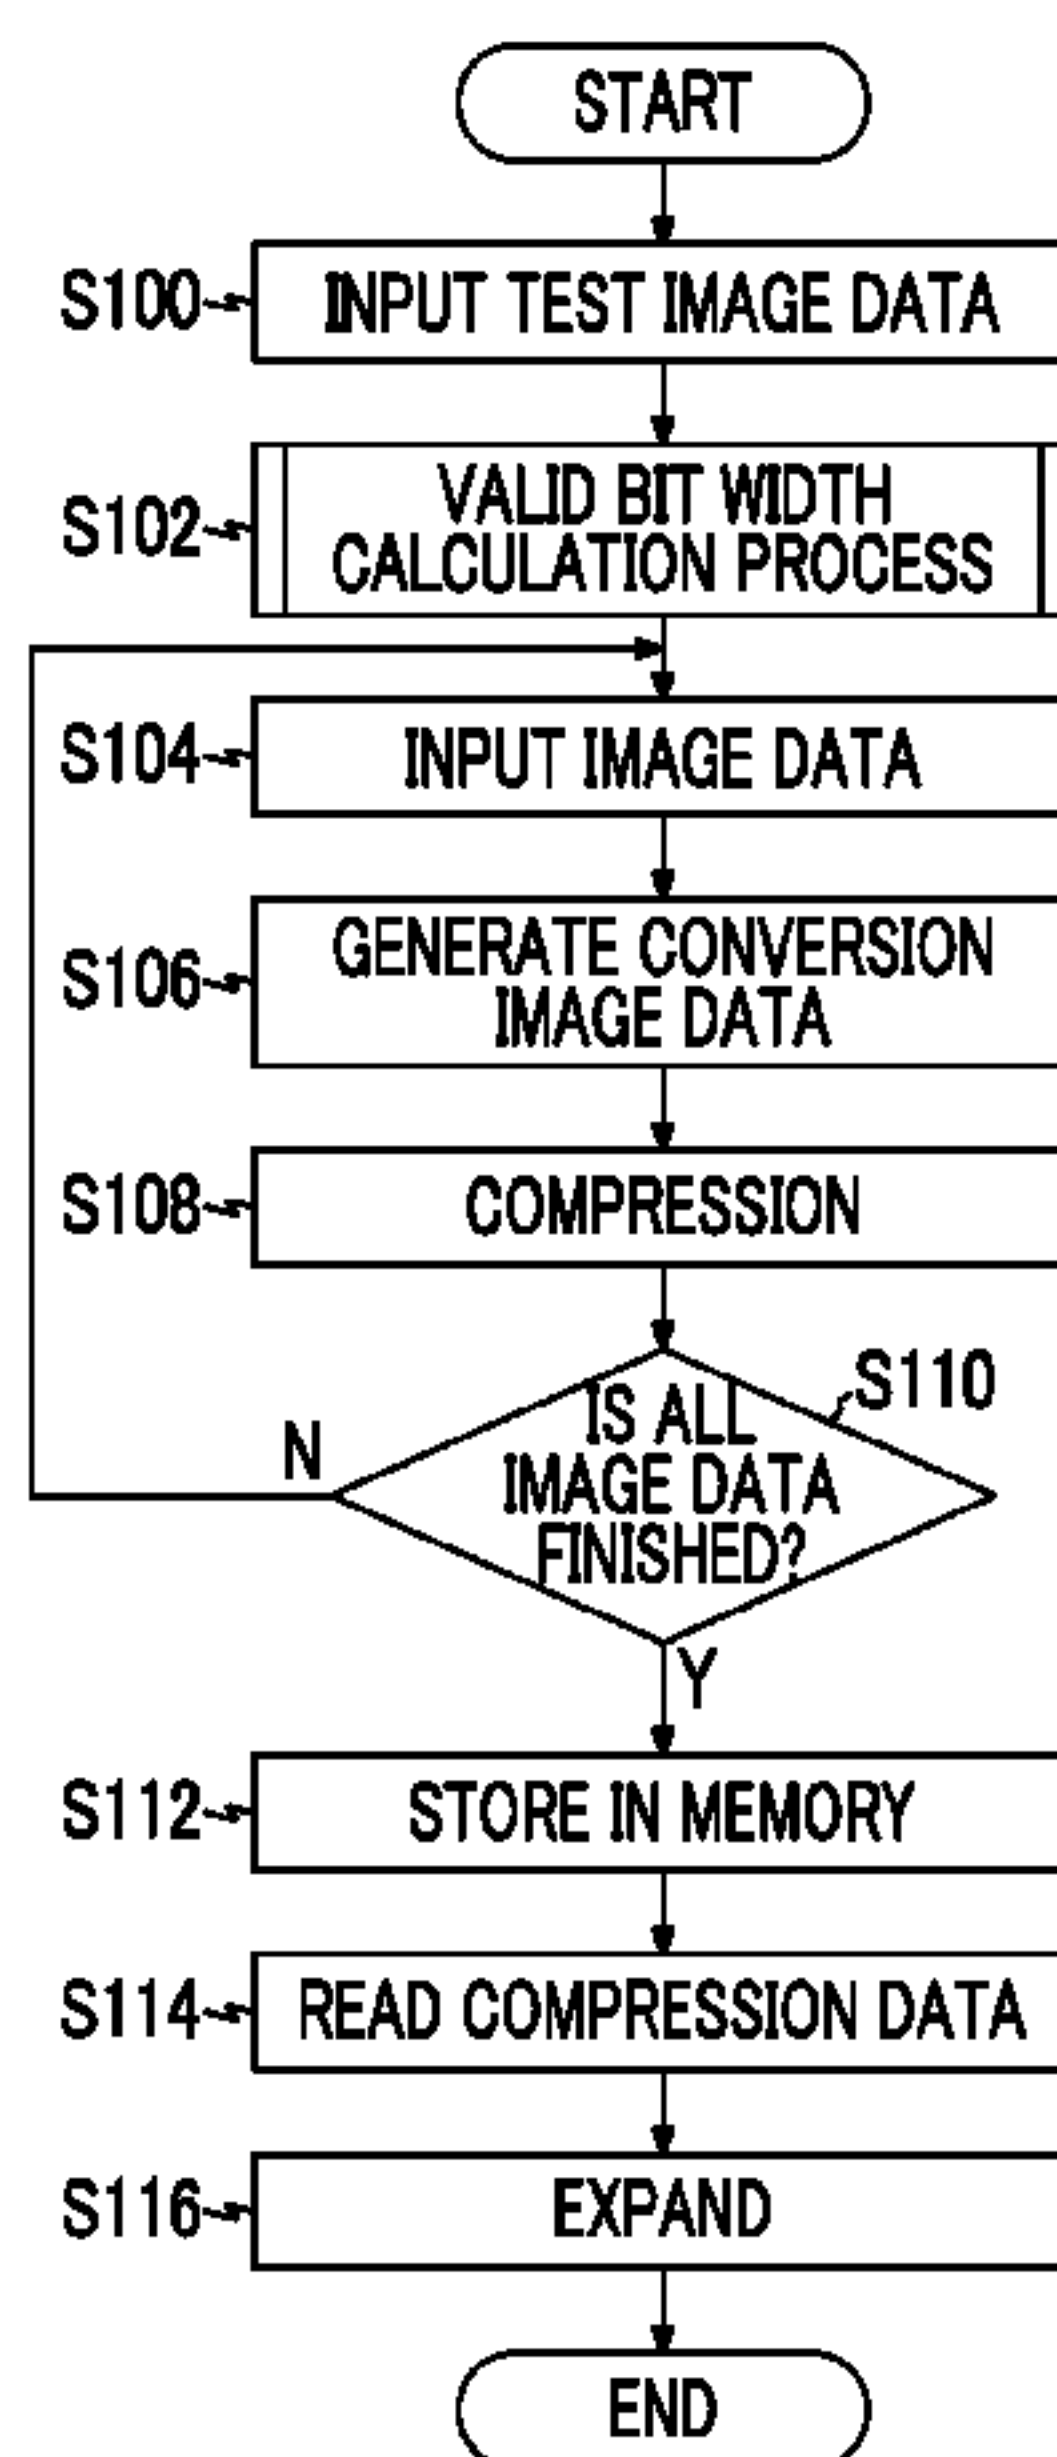 START
S100
INPUT TEST IMAGE DATA
S102
VALID BIT WIDTH
CALCULATION PROCESS
S104
INPUT IMAGE DATA
S106
GENERATE CONVERSION
IMAGE DATA
S108
COMPRESSION
S110
IS ALL
IMAGE DATA
FINISHED?
N
Y
S112
STORE IN MEMORY
S114
READ COMPRESSION DATA
S116
EXPAND
END